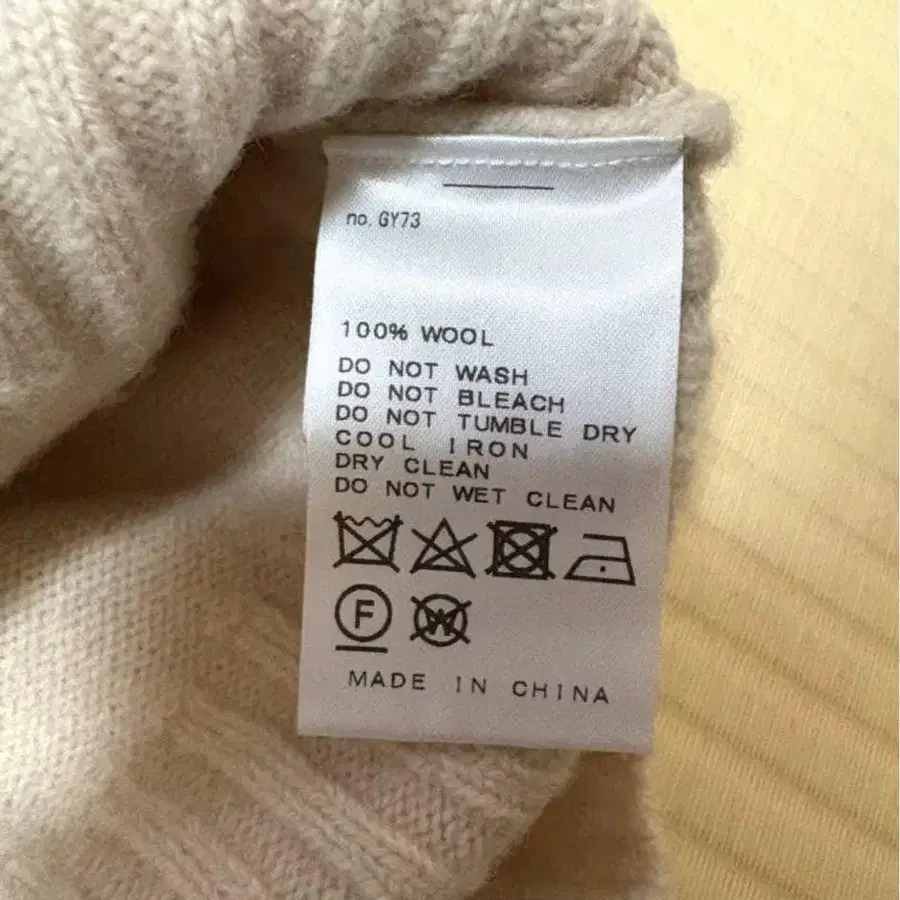 no. GY73
100% WOOL
DO NOT WASH
DO NOT BLEACH
DO NOT TUMBLE DRY
COOL IRON
DRY CLEAN
DO NOT WET CLEAN
F W
MADE IN CHINA